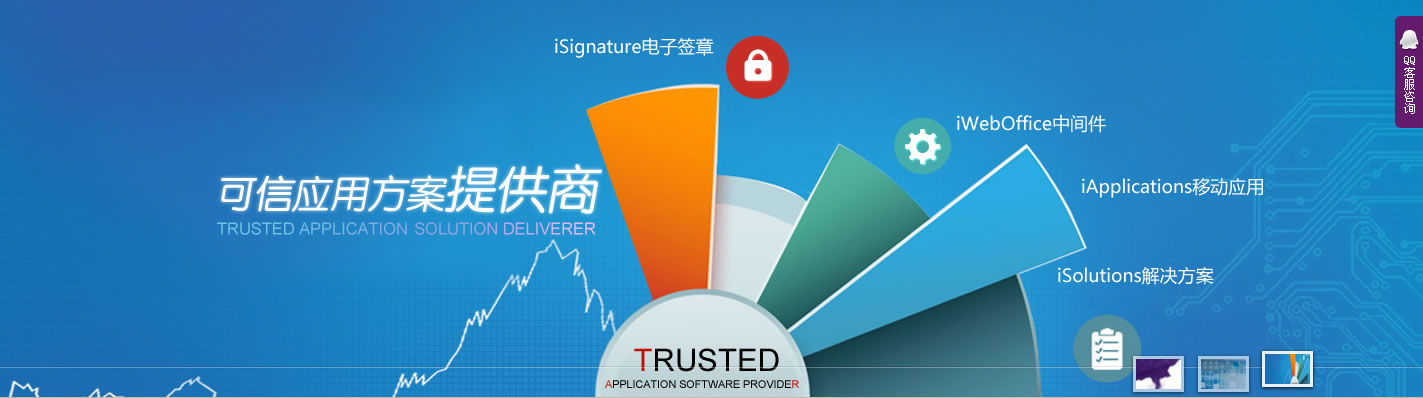 iSignature电子签章
QQ客服咨询
iWebOffice中间件
iApplications移动应用
可信应用方案提供商
TRUSTED APPLICATION SOLUTION DELIVERER
iSolutions解决方案
TRUSTED
APPLICATION SOFTWARE PROVIDER